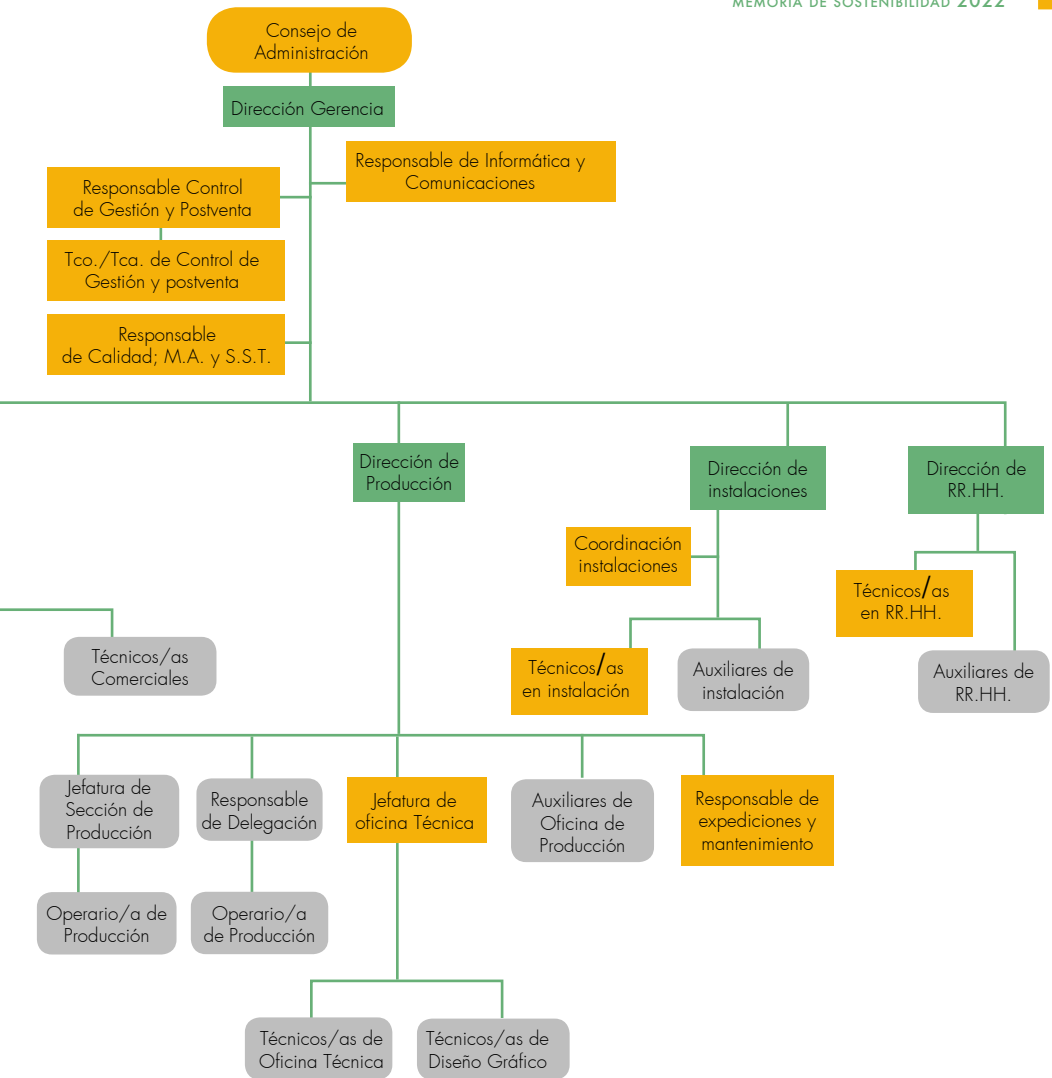 MEMORIA DE SOSTENIBILIDAD 2022
Consejo de
Administración
Dirección Gerencia
Responsable de Informática y
Comunicaciones
Responsable Control
de Gestión y Postventa
Tco./Tca. de Control de
Gestión y postventa
Responsable
de Calidad; M.A. y S.S.T.
Dirección de
Producción
Dirección de
instalaciones
Dirección de
RR.HH.
Coordinación
instalaciones
Técnicos/as
en RR.HH.
Auxiliares de
RR.HH.
Técnicos/as
Comerciales
Técnicos/as
en instalación
Auxiliares de
instalación
Jefatura de
Sección de
Producción
Responsable
de Delegación
Jefatura de
oficina Técnica
Auxiliares de
Oficina de
Producción
Responsable de
expediciones y
mantenimiento
Operario/a de
Producción
Operario/a
de Producción
Técnicos/as de
Oficina Técnica
Técnicos/as de
Diseño Gráfico